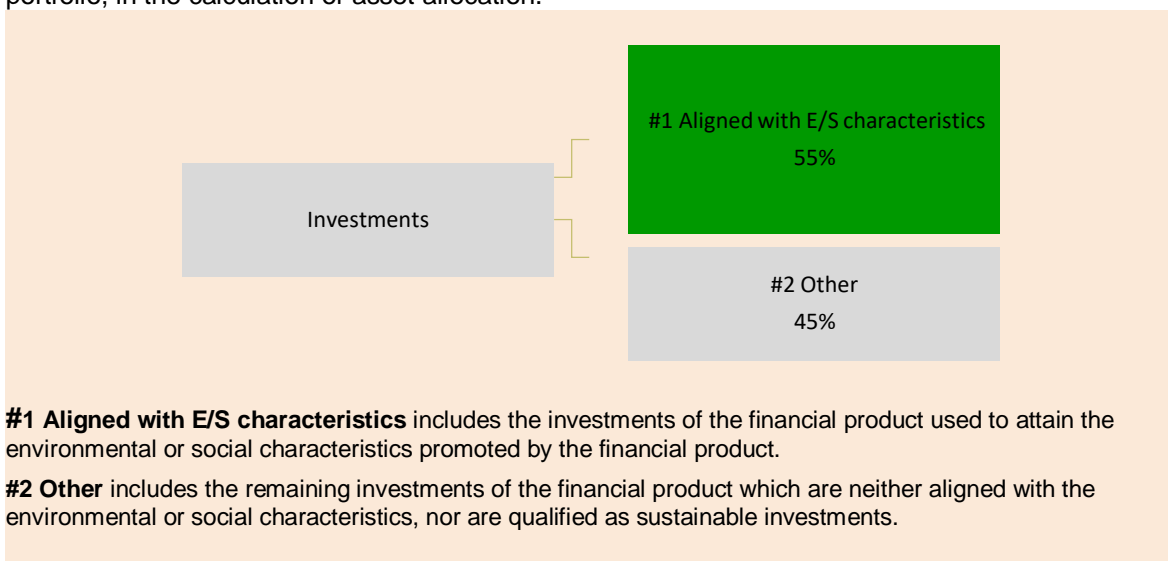 portfolio, in the calculation of asset allocation.
#1 Aligned with E/S characteristics
55%
Investments
#2 Other
45%
#1 Aligned with E/S characteristics includes the investments of the financial product used to attain the
environmental or social characteristics promoted by the financial product.
#2 Other includes the remaining investments of the financial product which are neither aligned with the
environmental or social characteristics, nor are qualified as sustainable investments.